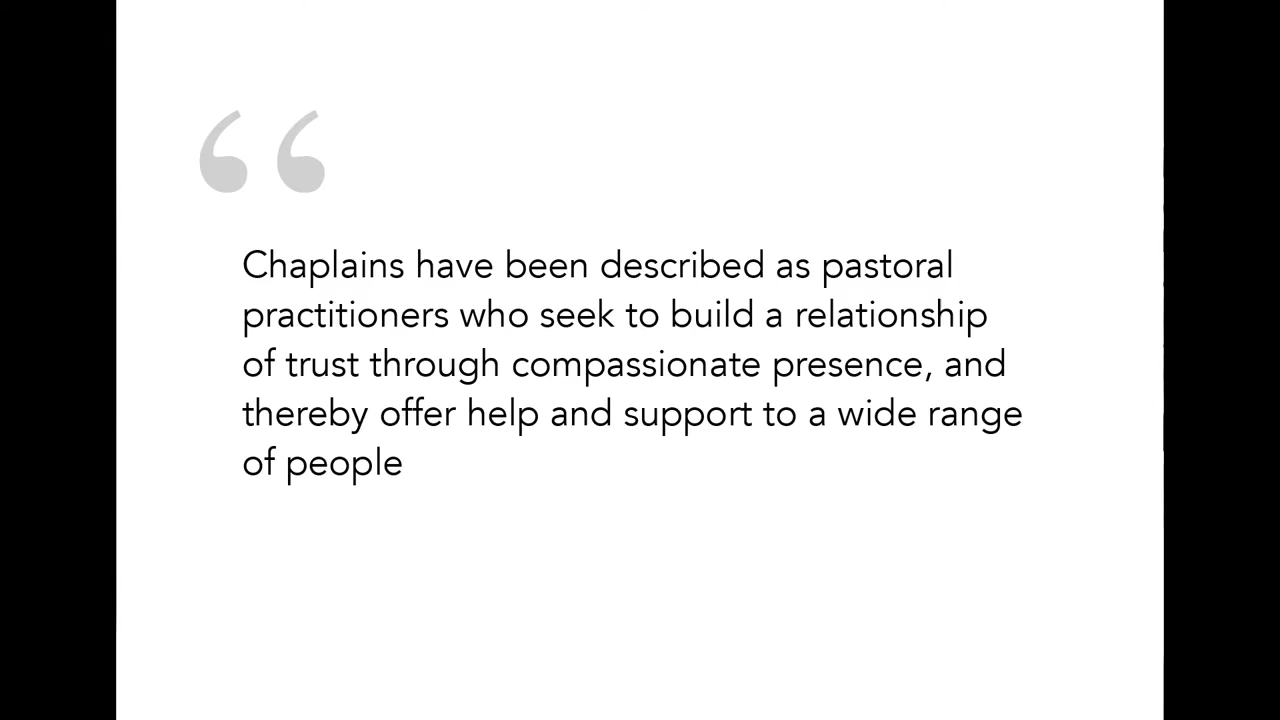 “
Chaplains have been described as pastoral
practitioners who seek to build a relationship
of trust through compassionate presence, and
thereby offer help and support to a wide range
of people